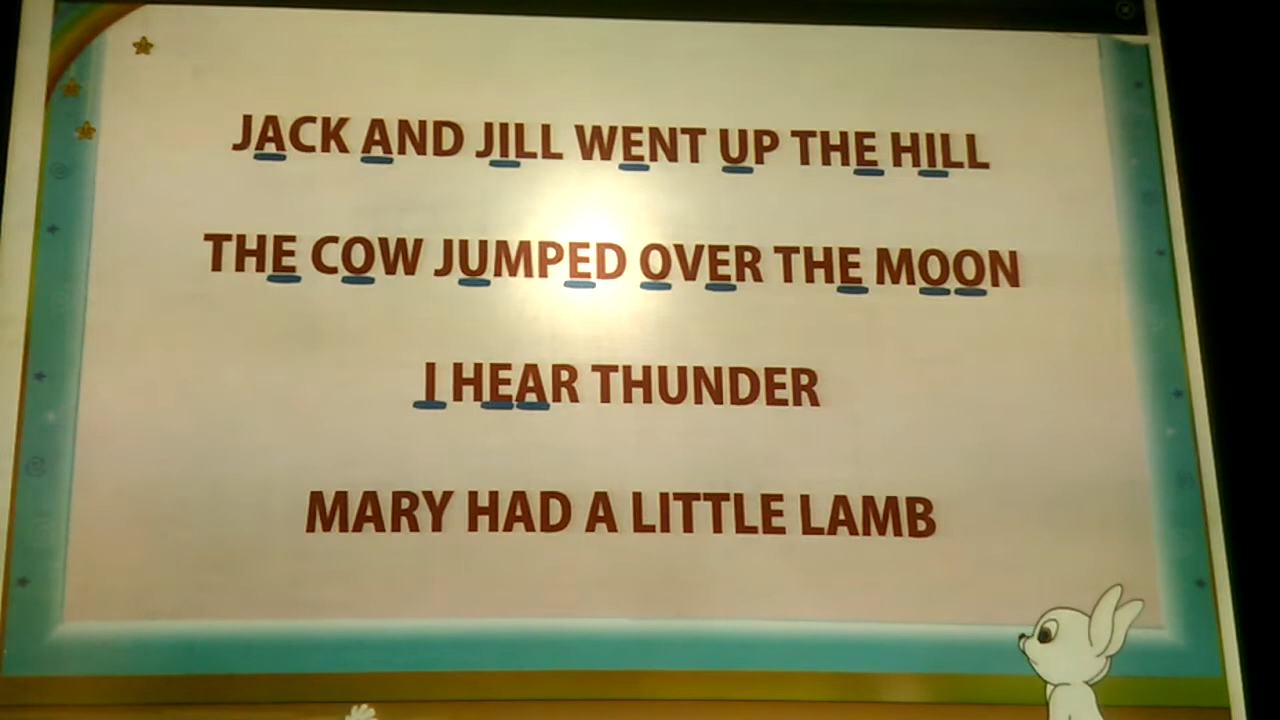 JACK AND JILL WENT UP THE HILL
THE COW JUMPED OVER THE MOON
I HEAR THUNDER
MARY HAD A LITTLE LAMB